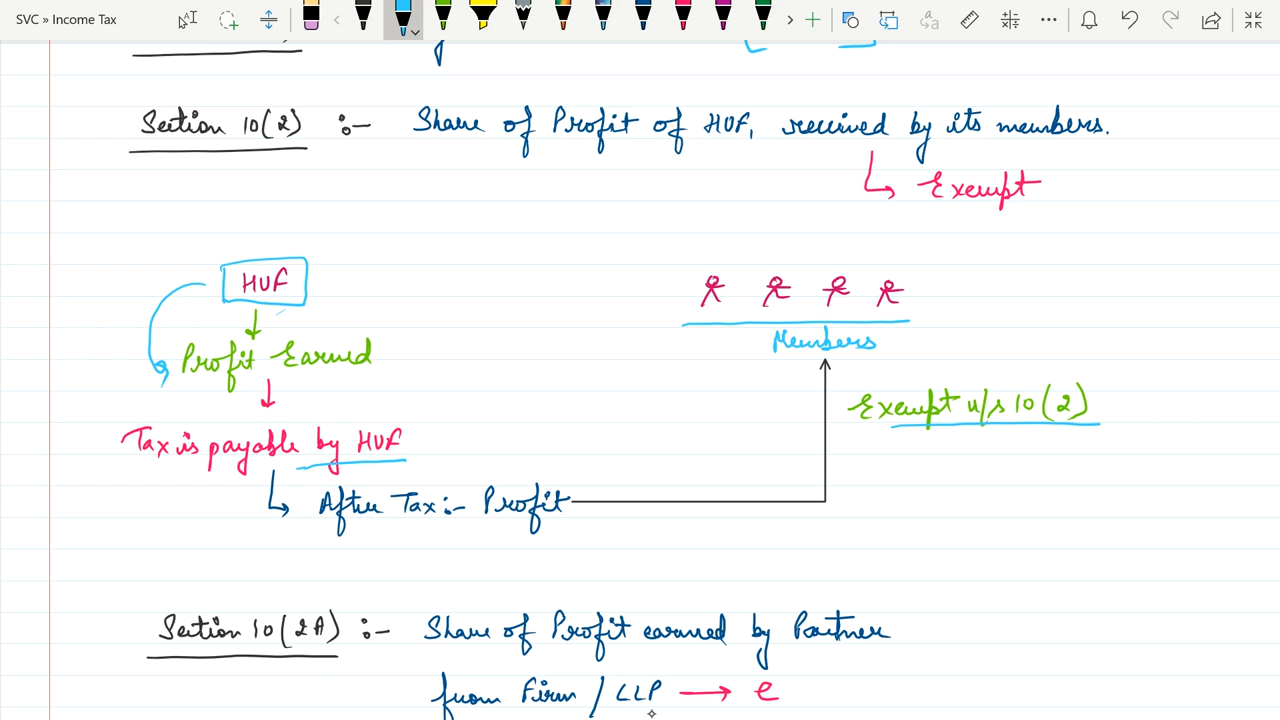 SVC » Income Tax
Section 10(2) :- Share of Profit of HUF, received by its members.
↳ Exempt
HUF
Profit Earned
Members
Exempt u/s 10(2)
Tax is payable by HUF
↳ After Tax :- Profit
Section 10(2A) :- Share of Profit earned by Partner
from Firm / LLP → e